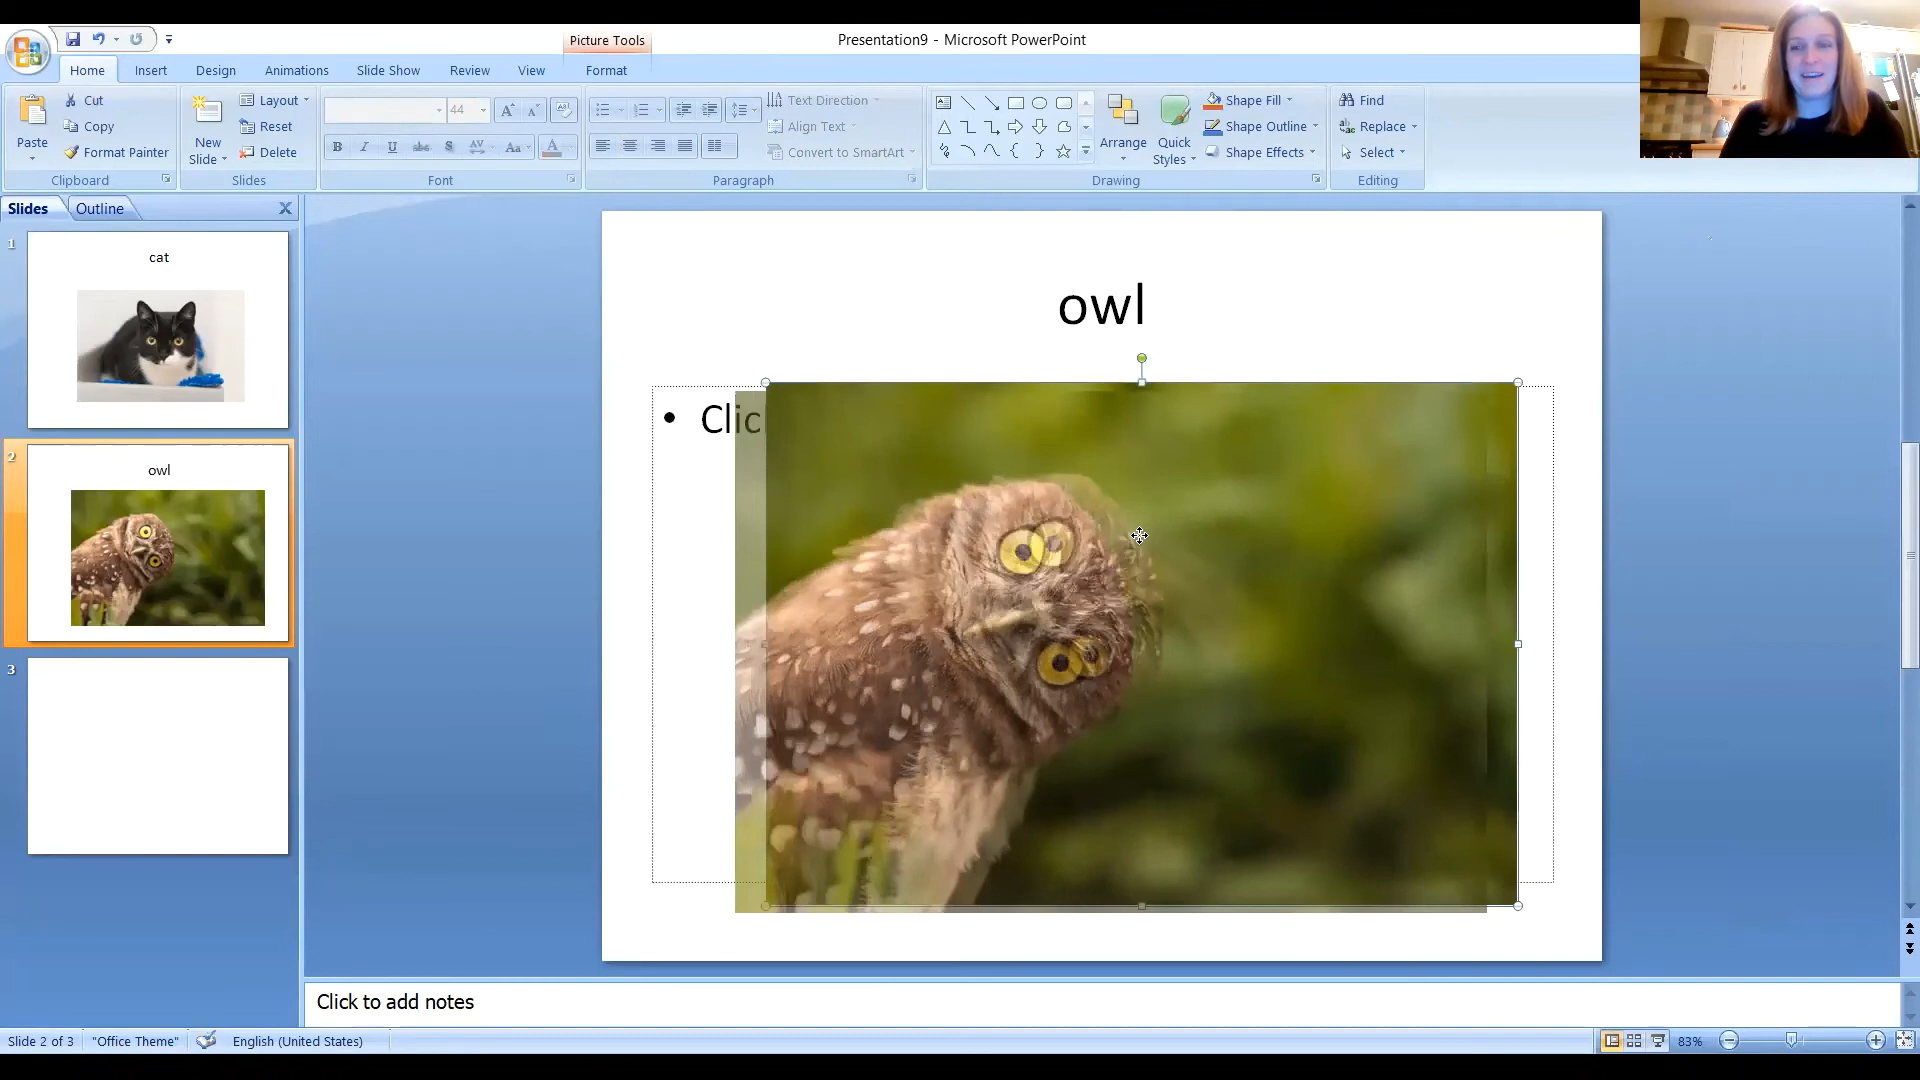 Picture Tools
Presentation9 - Microsoft PowerPoint
Home Insert Design Animations Slide Show Review View Format
Paste
Cut
Copy
Format Painter
Clipboard
New Slide
Layout
Reset
Delete
Slides
44
B I U abc S AV Aa A
Font
Text Direction
Align Text
Convert to SmartArt
Paragraph
Arrange
Quick Styles
Shape Fill
Shape Outline
Shape Effects
Drawing
Find
Replace
Select
Editing
Slides Outline
1
cat
2
owl
3
owl
• Clic
Click to add notes
Slide 2 of 3 "Office Theme" English (United States) 83%